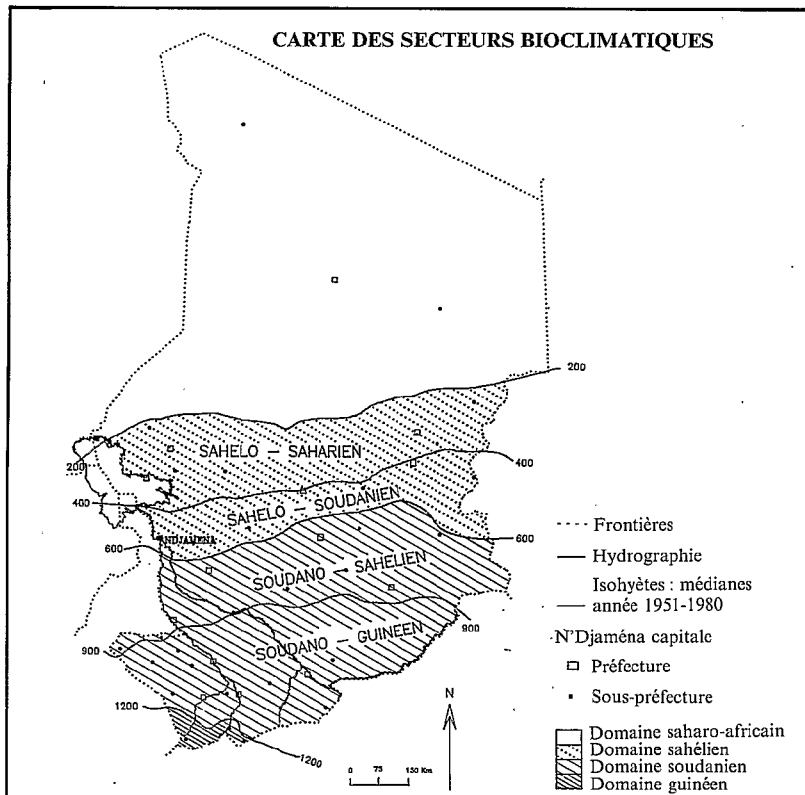 CARTE DES SECTEURS BIOCLIMATIQUES
200
SAHELO – SAHARIEN
200
400
400
SAHELO – SOUDANIEN
NDJAMENA
600
600
SOUDANO – SAHELIEN
SOUDANO – GUINEEN
900
900
1200
1200
Frontières
Hydrographie
Isohyètes : médianes
année 1951-1980
N'Djaména capitale
Préfecture
Sous-préfecture
N
0 75 150 Km
Domaine saharo-africain
Domaine sahélien
Domaine soudanien
Domaine guinéen